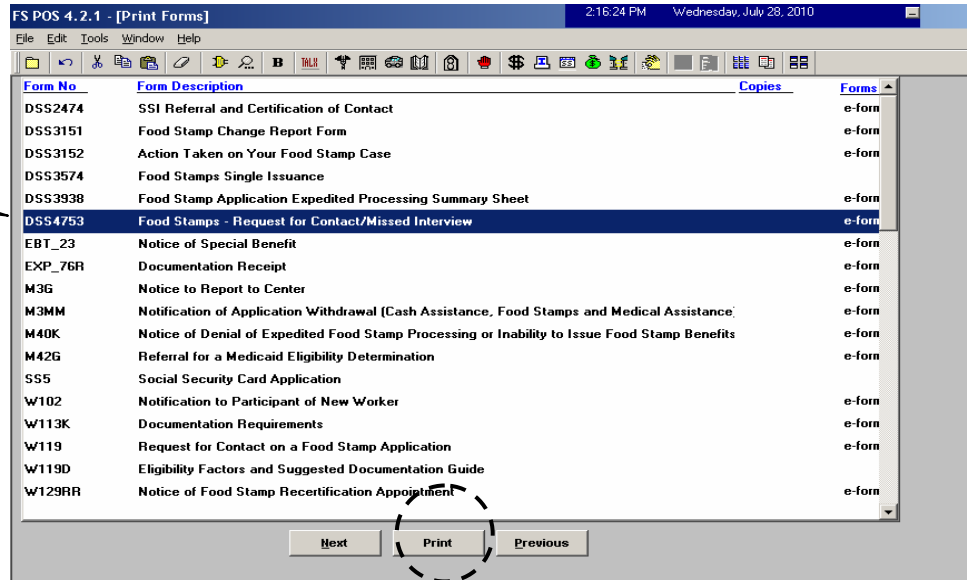 FS POS 4.2.1 - [Print Forms] 2:16:24 PM Wednesday, July 28, 2010
File Edit Tools Window Help
B TALX
Form No Form Description Copies Forms
DSS2474 SSI Referral and Certification of Contact e-form
DSS3151 Food Stamp Change Report Form e-form
DSS3152 Action Taken on Your Food Stamp Case e-form
DSS3574 Food Stamps Single Issuance
DSS3938 Food Stamp Application Expedited Processing Summary Sheet e-form
DSS4753 Food Stamps - Request for Contact/Missed Interview e-form
EBT_23 Notice of Special Benefit e-form
EXP_76R Documentation Receipt e-form
M3G Notice to Report to Center e-form
M3MM Notification of Application Withdrawal (Cash Assistance, Food Stamps and Medical Assistance) e-form
M40K Notice of Denial of Expedited Food Stamp Processing or Inability to Issue Food Stamp Benefits e-form
M42G Referral for a Medicaid Eligibility Determination e-form
SS5 Social Security Card Application
W102 Notification to Participant of New Worker e-form
W113K Documentation Requirements e-form
W119 Request for Contact on a Food Stamp Application e-form
W119D Eligibility Factors and Suggested Documentation Guide
W129RR Notice of Food Stamp Recertification Appointment e-form
Next Print Previous